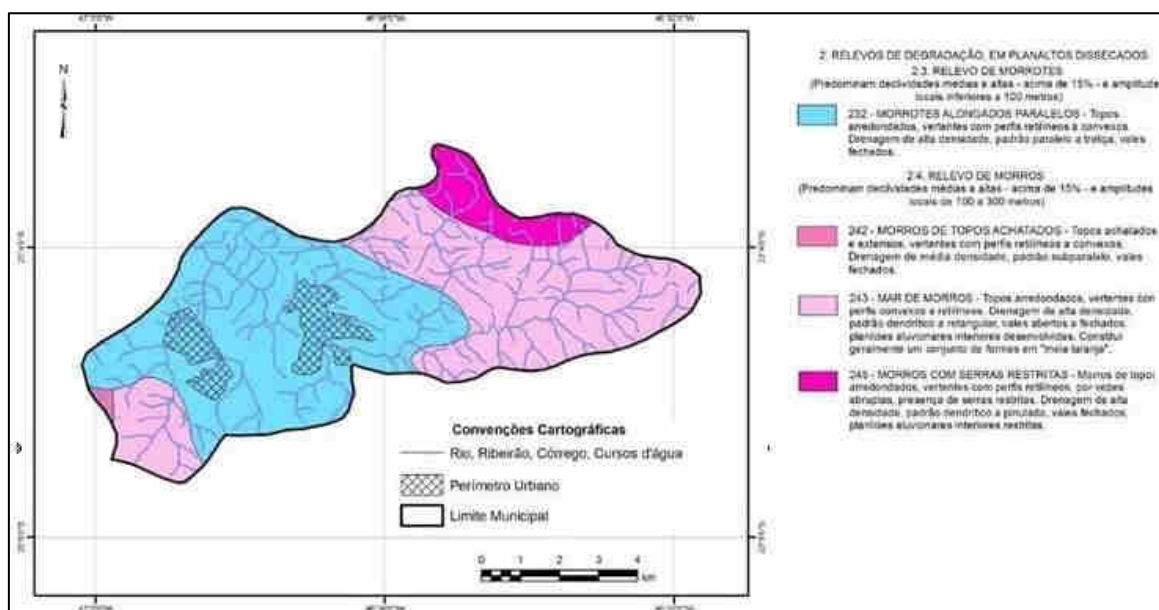 N
2. RELEVOS DE DEGRADAÇÃO, EM PLANALTOS DISSECADOS
2.3. RELEVO DE MORROTES
(Predominam declividades médias e altas - acima de 15% - e amplitude
locais inferiores a 100 metros)
232 - MORROTES ALONGADOS PARALELOS - Topos
arredondados, vertentes com perfis retilíneos a convexos.
Drenagem de alta densidade, padrão paralelo a treliça, vales
fechados.
2.4. RELEVO DE MORROS
(Predominam declividades médias a altas - acima de 15% - e amplitudes
locais de 100 a 300 metros)
242 - MORROS DE TOPOS ACHATADOS - Topos achatados
e extensos, vertentes com perfis retilíneos a convexos.
Drenagem de média densidade, padrão subparalelo, vales
fechados.
243 - MAR DE MORROS - Topos arredondados, vertentes con
perfis convexos a retilíneos. Drenagem de alta densidade,
padrão dendrítico a retangular, vales abertos a fechados,
planícies aluvionares interiores desenvolvidas. Constitui
geralmente um conjunto de formas em "meia laranja".
MORROS COM SERRAS RESTRITAS - Morros de topos
arredondados, vertentes com perfis retilíneos, por vezes
abruptas, presença de serras restritas. Drenagem de alta
densidade, padrão dendrítico a pinulado, vales fechados,
planícies aluvionares interiores restritas.
Convenções Cartográficas
Rio, Ribeirão, Córrego, Cursos d'água
Perímetro Urbano
Limite Municipal
0 1 2 3 4
km